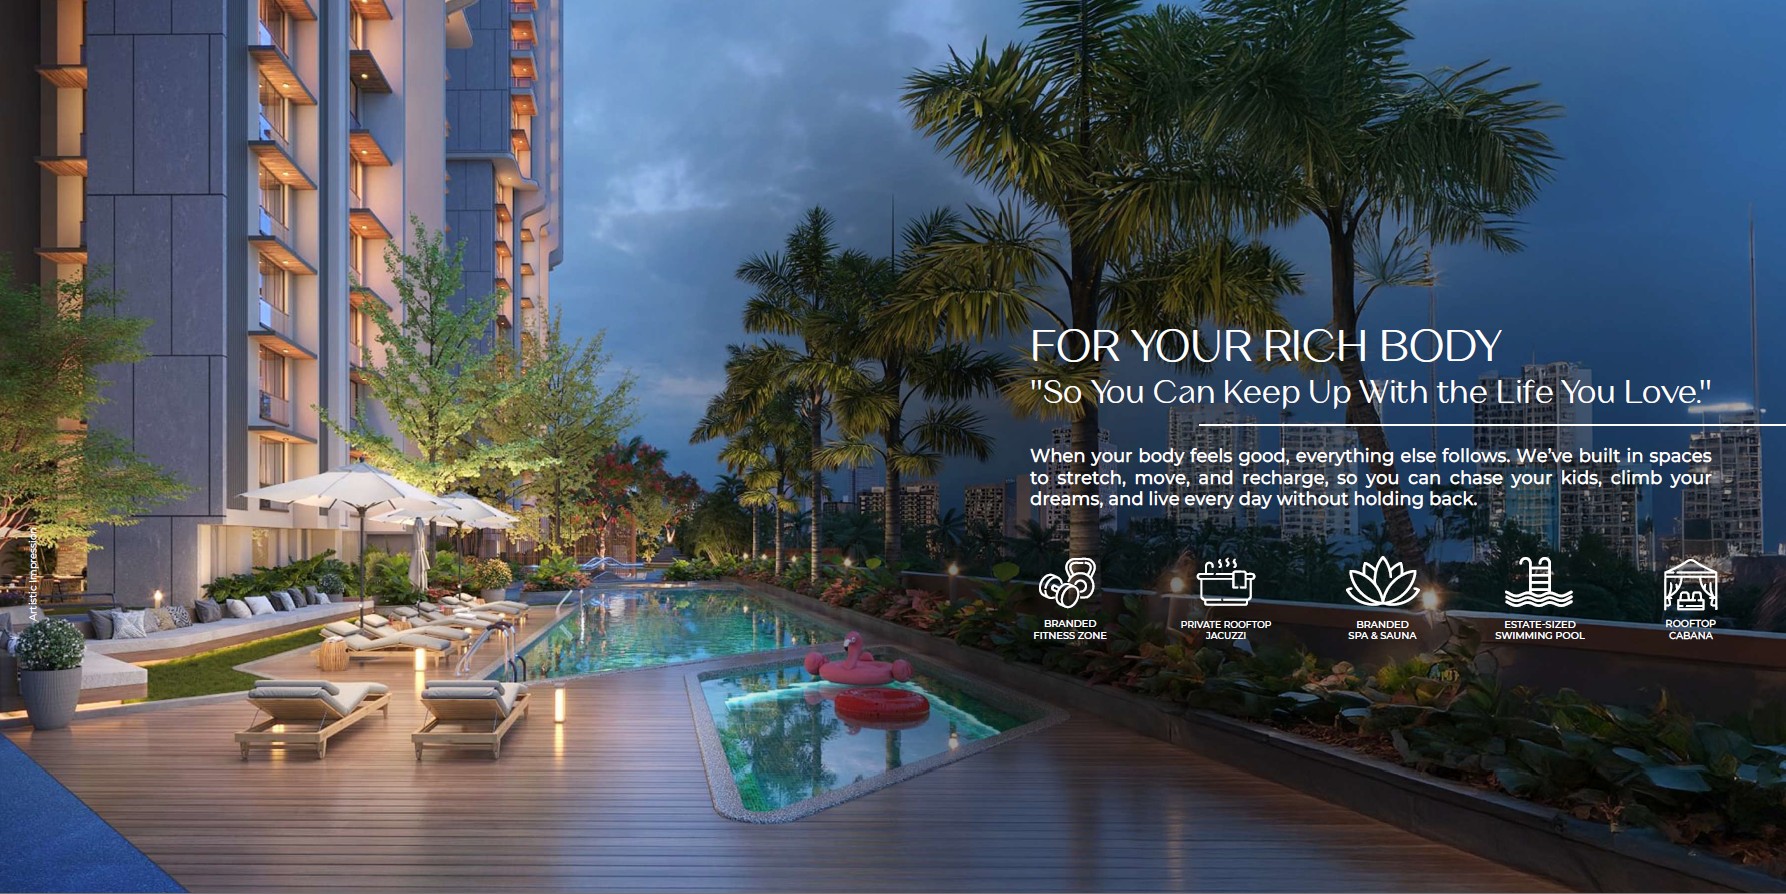 FOR YOUR RICH BODY
"So You Can Keep Up With the Life You Love."
When your body feels good, everything else follows. We've built in spaces
to stretch, move, and recharge, so you can chase your kids, climb your
dreams, and live every day without holding back.
BRANDED
FITNESS ZONE
PRIVATE ROOFTOP
JACUZZI
BRANDED
SPA & SAUNA
ESTATE-SIZED
SWIMMING POOL
ROOFTOP
CABANA
Artistic Impression